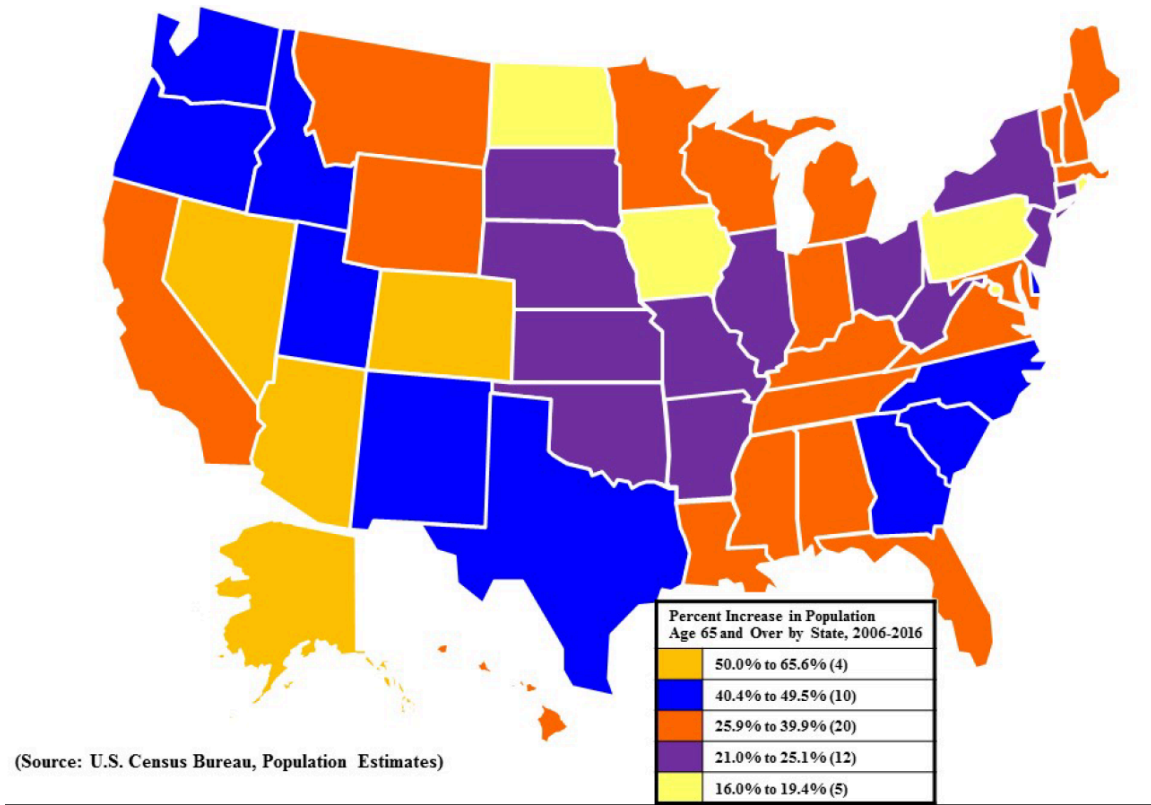 Percent Increase in Population
Age 65 and Over by State, 2006-2016
50.0% to 65.6% (4)
40.4% to 49.5% (10)
25.9% to 39.9% (20)
21.0% to 25.1% (12)
16.0% to 19.4% (5)
(Source: U.S. Census Bureau, Population Estimates)